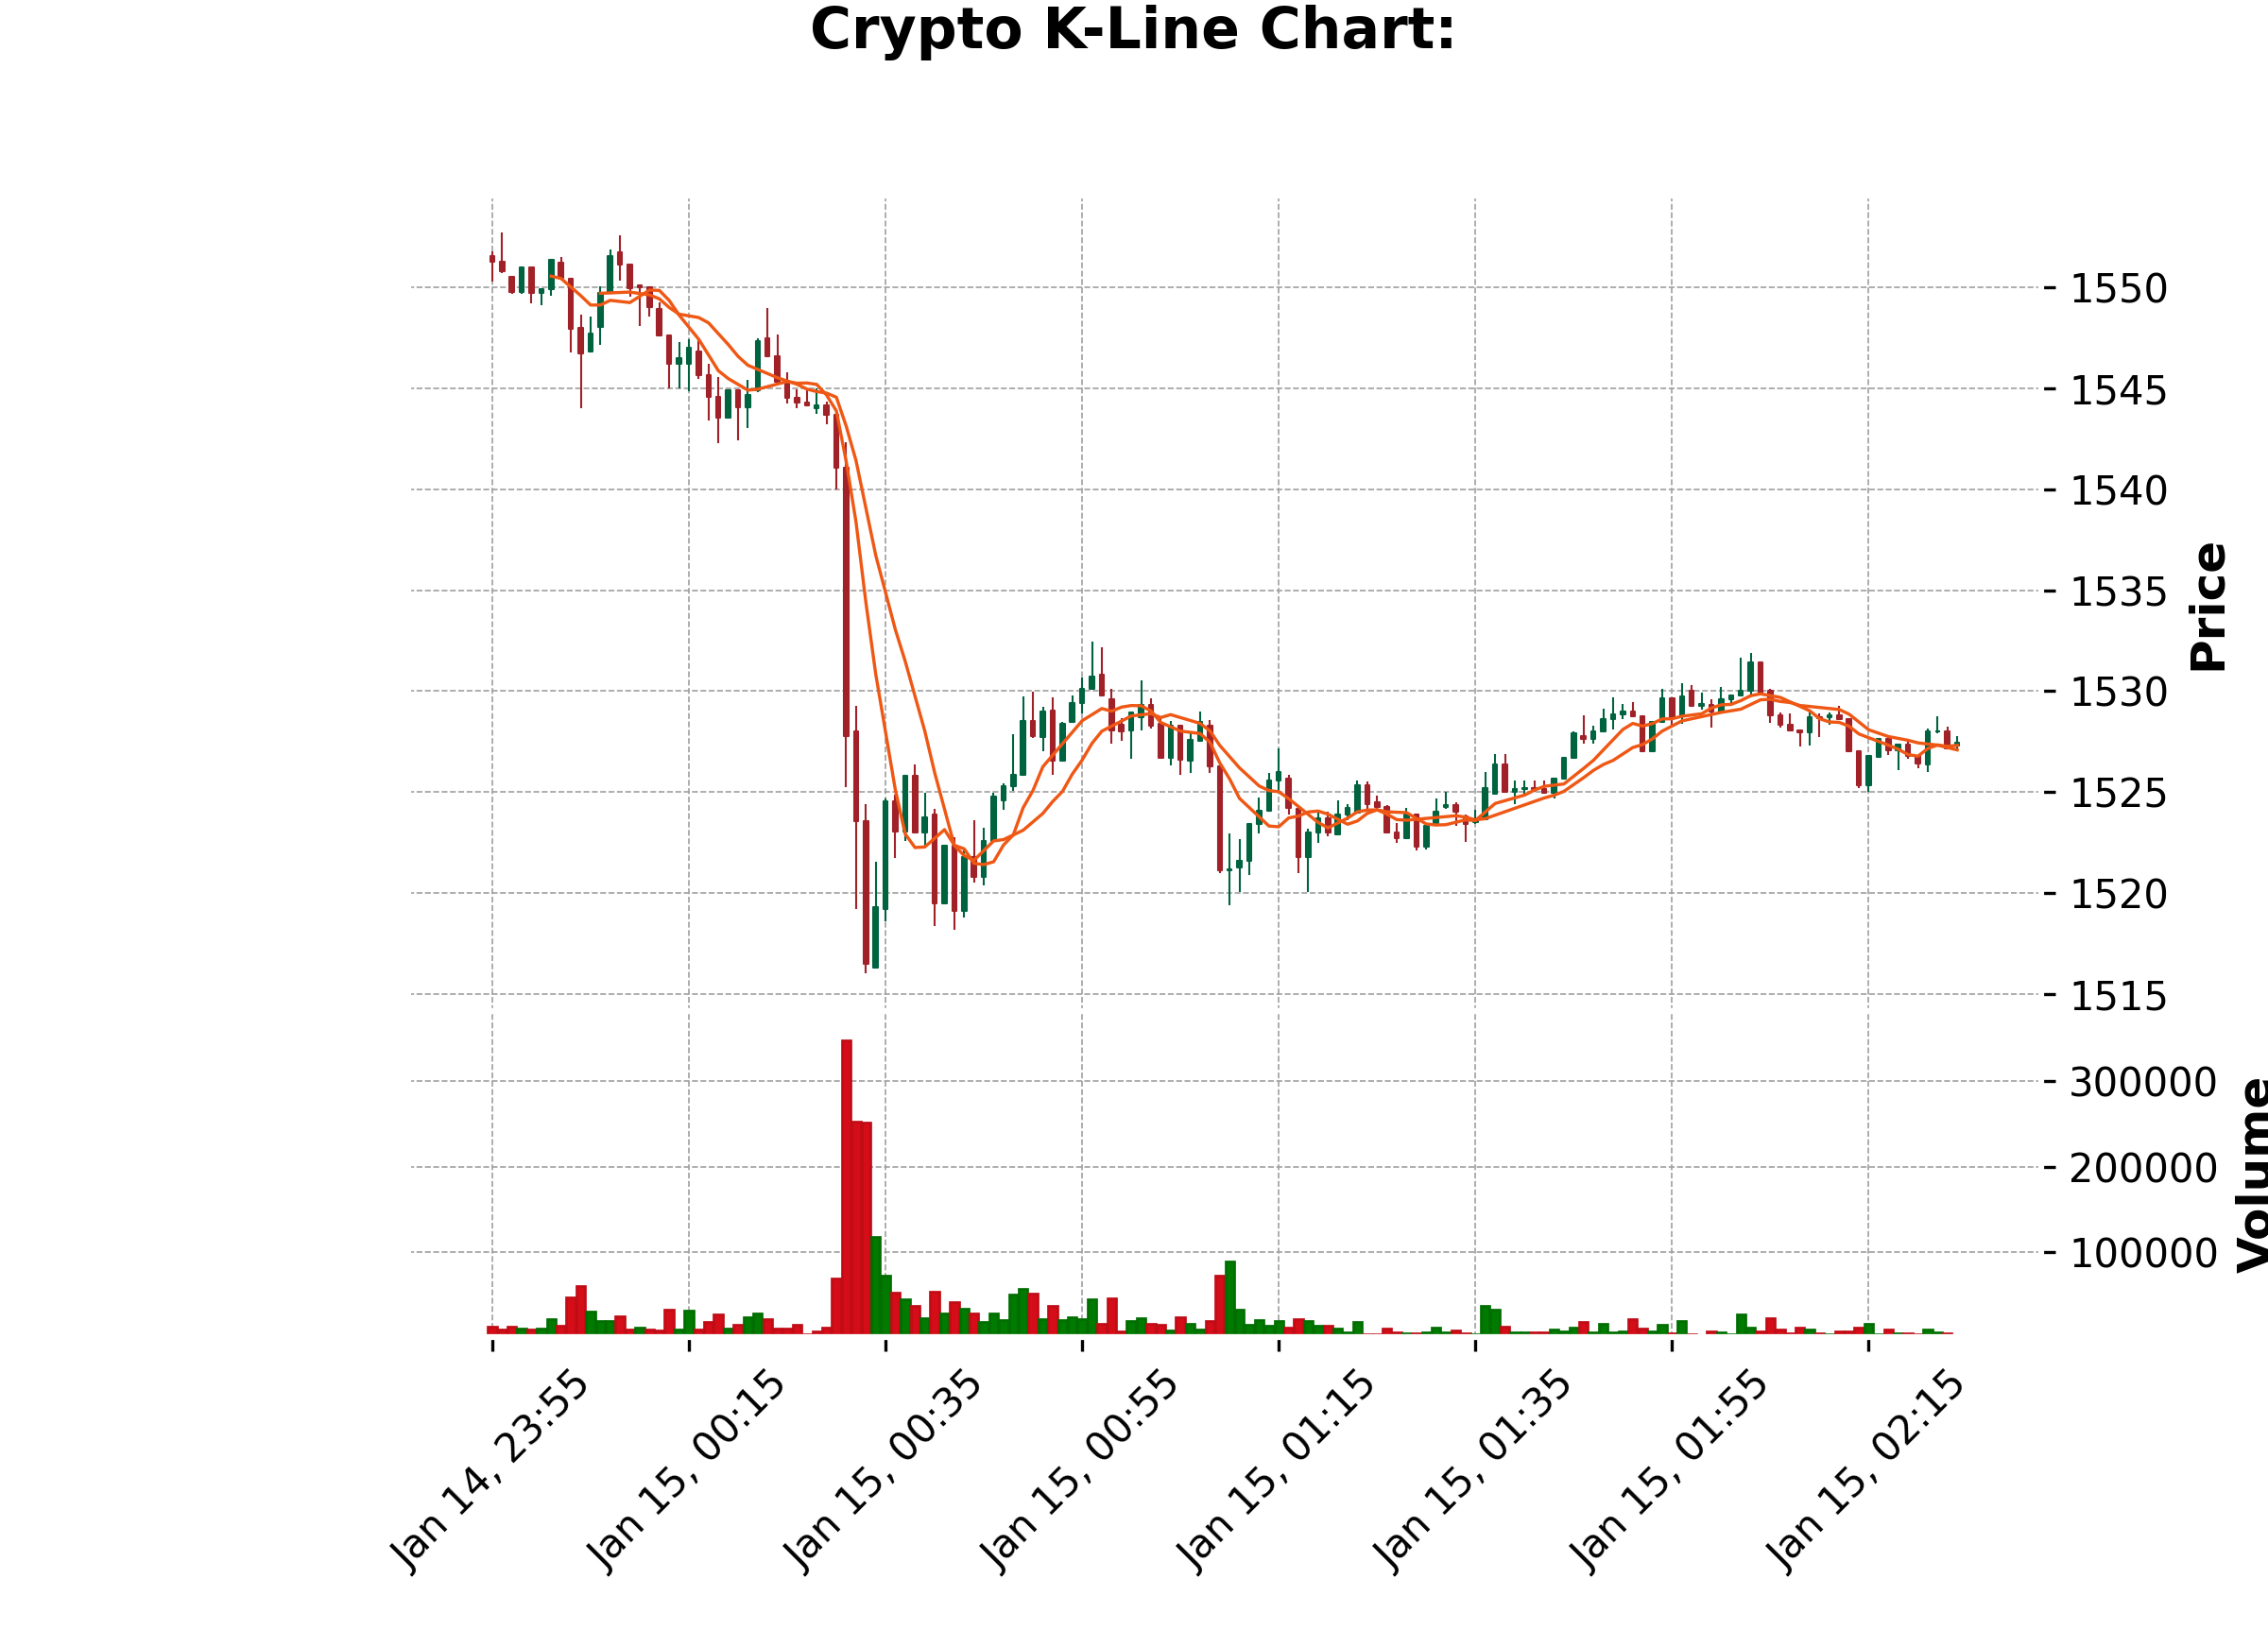 Crypto K-Line Chart:
1550
1545
1540
1535
1530
1525
1520
1515
Price
300000
200000
100000
Volume
Jan 14, 23:55
Jan 15, 00:15
Jan 15, 00:35
Jan 15, 00:55
Jan 15, 01:15
Jan 15, 01:35
Jan 15, 01:55
Jan 15, 02:15